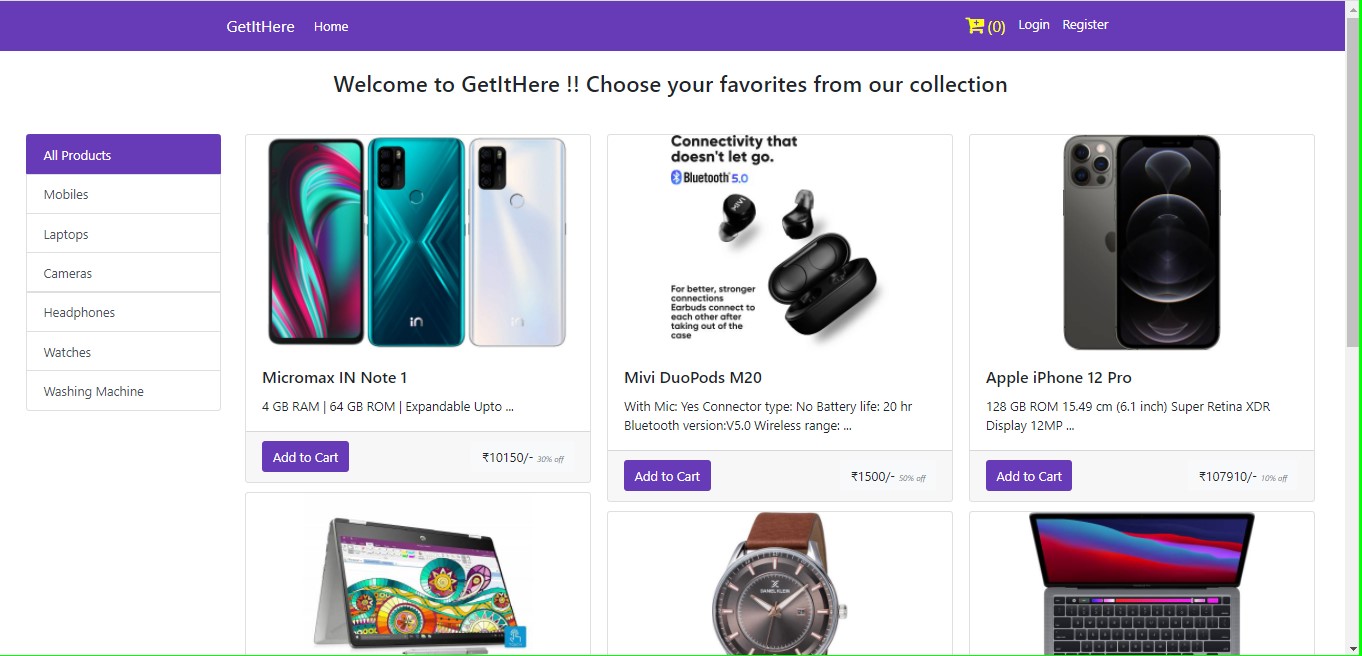 GetItHere Home (0) Login Register
Welcome to GetItHere !! Choose your favorites from our collection
All Products
Mobiles
Laptops
Cameras
Headphones
Watches
Washing Machine
in
in
Micromax IN Note 1
4 GB RAM | 64 GB ROM | Expandable Upto ...
Add to Cart ₹10150/- 30% off
Connectivity that
doesn't let go.
Bluetooth 5.0
MIVI
For better, stronger
connections
Earbuds connect to
each other after
taking out of the
case
Mivi DuoPods M20
With Mic: Yes Connector type: No Battery life: 20 hr
Bluetooth version:V5.0 Wireless range: ...
Add to Cart ₹1500/- 50% off
Apple iPhone 12 Pro
128 GB ROM 15.49 cm (6.1 inch) Super Retina XDR
Display 12MP ...
Add to Cart ₹107910/- 10% off
hp
DANIEL KLEIN